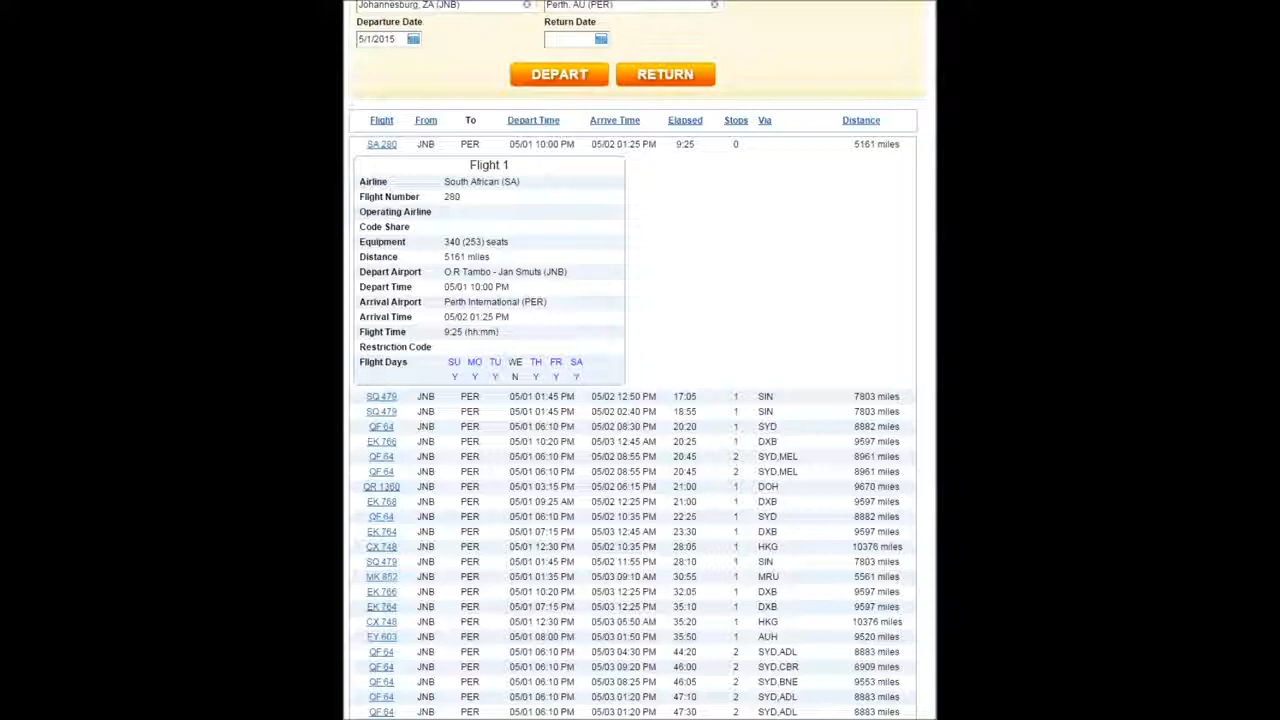 Johannesburg, ZA (JNB) Perth, AU (PER)
Departure Date Return Date
5/1/2015
DEPART RETURN
Flight From To Depart Time Arrive Time Elapsed Stops Via Distance
SA 280 JNB PER 05/01 10:00 PM 05/02 01:25 PM 9:25 0 5161 miles
Flight 1
Airline South African (SA)
Flight Number 280
Operating Airline
Code Share
Equipment 340 (253) seats
Distance 5161 miles
Depart Airport O R Tambo - Jan Smuts (JNB)
Depart Time 05/01 10:00 PM
Arrival Airport Perth International (PER)
Arrival Time 05/02 01:25 PM
Flight Time 9:25 (hh:mm)
Restriction Code
Flight Days SU MO TU WE TH FR SA
Y Y Y N Y Y Y
SQ 479 JNB PER 05/01 01:45 PM 05/02 12:50 PM 17:05 1 SIN 7803 miles
SQ 479 JNB PER 05/01 01:45 PM 05/02 02:40 PM 18:55 1 SIN 7803 miles
QF 64 JNB PER 05/01 06:10 PM 05/02 08:30 PM 20:20 1 SYD 8882 miles
EK 766 JNB PER 05/01 10:20 PM 05/03 12:45 AM 20:25 1 DXB 9597 miles
QF 64 JNB PER 05/01 06:10 PM 05/02 08:55 PM 20:45 2 SYD,MEL 8961 miles
QF 64 JNB PER 05/01 06:10 PM 05/02 08:55 PM 20:45 2 SYD,MEL 8961 miles
QR 1360 JNB PER 05/01 03:15 PM 05/02 06:15 PM 21:00 1 DOH 9670 miles
EK 768 JNB PER 05/01 09:25 AM 05/02 12:25 PM 21:00 1 DXB 9597 miles
QF 64 JNB PER 05/01 06:10 PM 05/02 10:35 PM 22:25 1 SYD 8882 miles
EK 764 JNB PER 05/01 07:15 PM 05/03 12:45 AM 23:30 1 DXB 9597 miles
CX 748 JNB PER 05/01 12:30 PM 05/02 10:35 PM 28:05 1 HKG 10376 miles
SQ 479 JNB PER 05/01 01:45 PM 05/02 11:55 PM 28:10 1 SIN 7803 miles
MK 852 JNB PER 05/01 01:35 PM 05/03 09:10 AM 30:55 1 MRU 5561 miles
EK 766 JNB PER 05/01 10:20 PM 05/03 12:25 PM 32:05 1 DXB 9597 miles
EK 764 JNB PER 05/01 07:15 PM 05/03 12:25 PM 35:10 1 DXB 9597 miles
CX 748 JNB PER 05/01 12:30 PM 05/03 05:50 AM 35:20 1 HKG 10376 miles
EY 603 JNB PER 05/01 08:00 PM 05/03 01:50 PM 35:50 1 AUH 9520 miles
QF 64 JNB PER 05/01 06:10 PM 05/03 04:30 PM 44:20 2 SYD,ADL 8883 miles
QF 64 JNB PER 05/01 06:10 PM 05/03 09:20 PM 46:00 2 SYD,CBR 8909 miles
QF 64 JNB PER 05/01 06:10 PM 05/03 08:25 PM 46:05 2 SYD,BNE 9553 miles
QF 64 JNB PER 05/01 06:10 PM 05/03 01:20 PM 47:10 2 SYD,ADL 8883 miles
QF 64 JNB PER 05/01 06:10 PM 05/03 01:20 PM 47:30 2 SYD,ADL 8883 miles